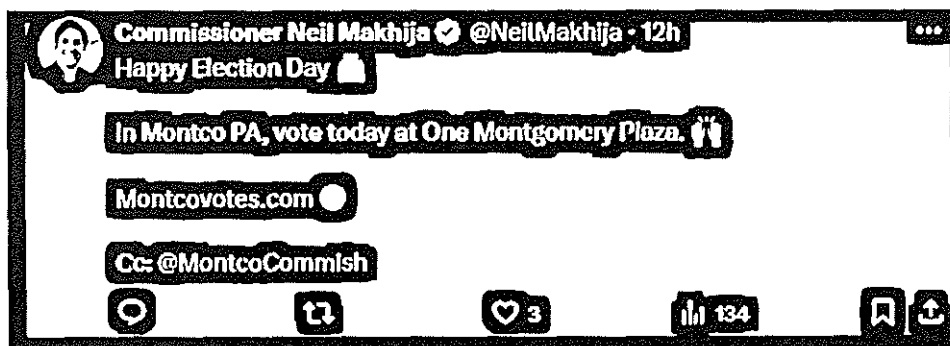 Commissioner Neil Makhija @NeilMakhija · 12h
Happy Election Day
In Montco PA, vote today at One Montgomery Plaza.
Montcovotes.com
Cc: @MontcoCommish
3 134